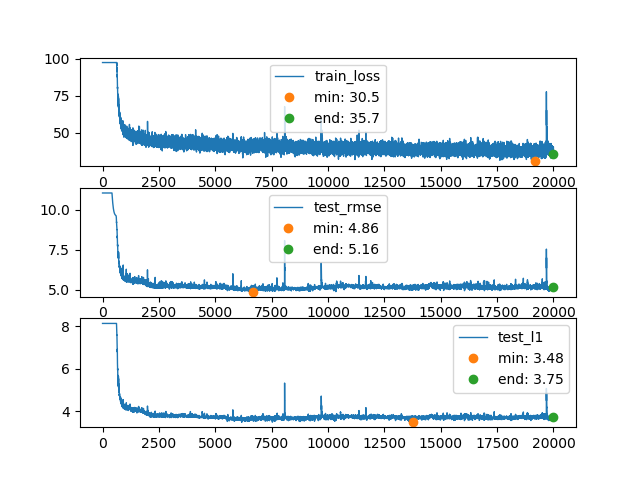 100
75
50
train_loss
min: 30.5
end: 35.7
0 2500 5000 7500 10000 12500 15000 17500 20000
10.0
7.5
5.0
test_rmse
min: 4.86
end: 5.16
0 2500 5000 7500 10000 12500 15000 17500 20000
8
6
4
test_l1
min: 3.48
end: 3.75
0 2500 5000 7500 10000 12500 15000 17500 20000